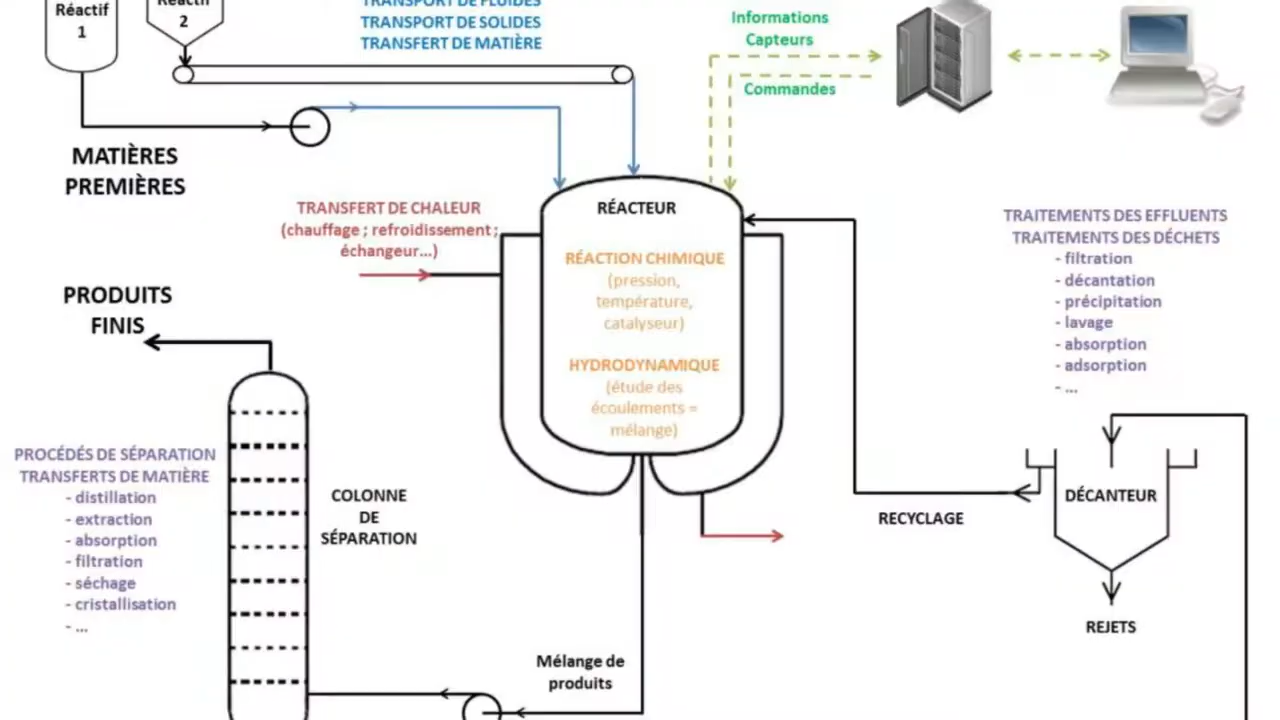 Réactif
1
Réactif
2
TRANSPORT DE FLUIDES
TRANSPORT DE SOLIDES
TRANSFERT DE MATIÈRE
Informations
Capteurs
Commandes
MATIÈRES
PREMIÈRES
TRANSFERT DE CHALEUR
(chauffage ; refroidissement ;
échangeur...)
RÉACTEUR
RÉACTION CHIMIQUE
(pression,
température,
catalyseur)
HYDRODYNAMIQUE
(étude des
écoulements =
mélange)
TRAITEMENTS DES EFFLUENTS
TRAITEMENTS DES DÉCHETS
- filtration
- décantation
- précipitation
- lavage
- absorption
- adsorption
- ...
PRODUITS
FINIS
PROCÉDÉS DE SÉPARATION
TRANSFERTS DE MATIÈRE
- distillation
- extraction
- absorption
- filtration
- séchage
- cristallisation
- ...
COLONNE
DE
SÉPARATION
DÉCANTEUR
RECYCLAGE
REJETS
Mélange de
produits